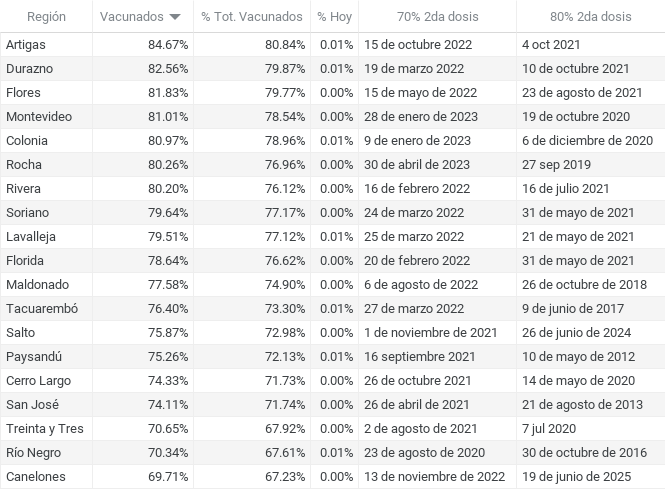 Región Vacunados % Tot. Vacunados % Hoy 70% 2da dosis 80% 2da dosis
Artigas 84.67% 80.84% 0.01% 15 de octubre 2022 4 oct 2021
Durazno 82.56% 79.87% 0.01% 19 de marzo 2022 10 de octubre 2021
Flores 81.83% 79.77% 0.00% 15 de mayo de 2022 23 de agosto de 2021
Montevideo 81.01% 78.54% 0.00% 28 de enero de 2023 19 de octubre 2020
Colonia 80.97% 78.96% 0.01% 9 de enero de 2023 6 de diciembre de 2020
Rocha 80.26% 76.96% 0.00% 30 de abril de 2023 27 sep 2019
Rivera 80.20% 76.12% 0.00% 16 de febrero 2022 16 de julio 2021
Soriano 79.64% 77.17% 0.00% 24 de marzo 2022 31 de mayo de 2021
Lavalleja 79.51% 77.12% 0.01% 25 de marzo 2022 21 de mayo de 2021
Florida 78.64% 76.62% 0.00% 20 de febrero 2022 31 de mayo de 2021
Maldonado 77.58% 74.90% 0.00% 6 de agosto de 2022 26 de octubre de 2018
Tacuarembó 76.40% 73.30% 0.01% 27 de marzo 2022 9 de junio de 2017
Salto 75.87% 72.98% 0.00% 1 de noviembre de 2021 26 de junio de 2024
Paysandú 75.26% 72.13% 0.01% 16 septiembre 2021 10 de mayo de 2012
Cerro Largo 74.33% 71.73% 0.00% 26 de octubre 2021 14 de mayo de 2020
San José 74.11% 71.74% 0.00% 26 de abril de 2021 21 de agosto de 2013
Treinta y Tres 70.65% 67.92% 0.00% 2 de agosto de 2021 7 jul 2020
Río Negro 70.34% 67.61% 0.01% 23 de agosto de 2020 30 de octubre de 2016
Canelones 69.71% 67.23% 0.00% 13 de noviembre de 2022 19 de junio de 2025